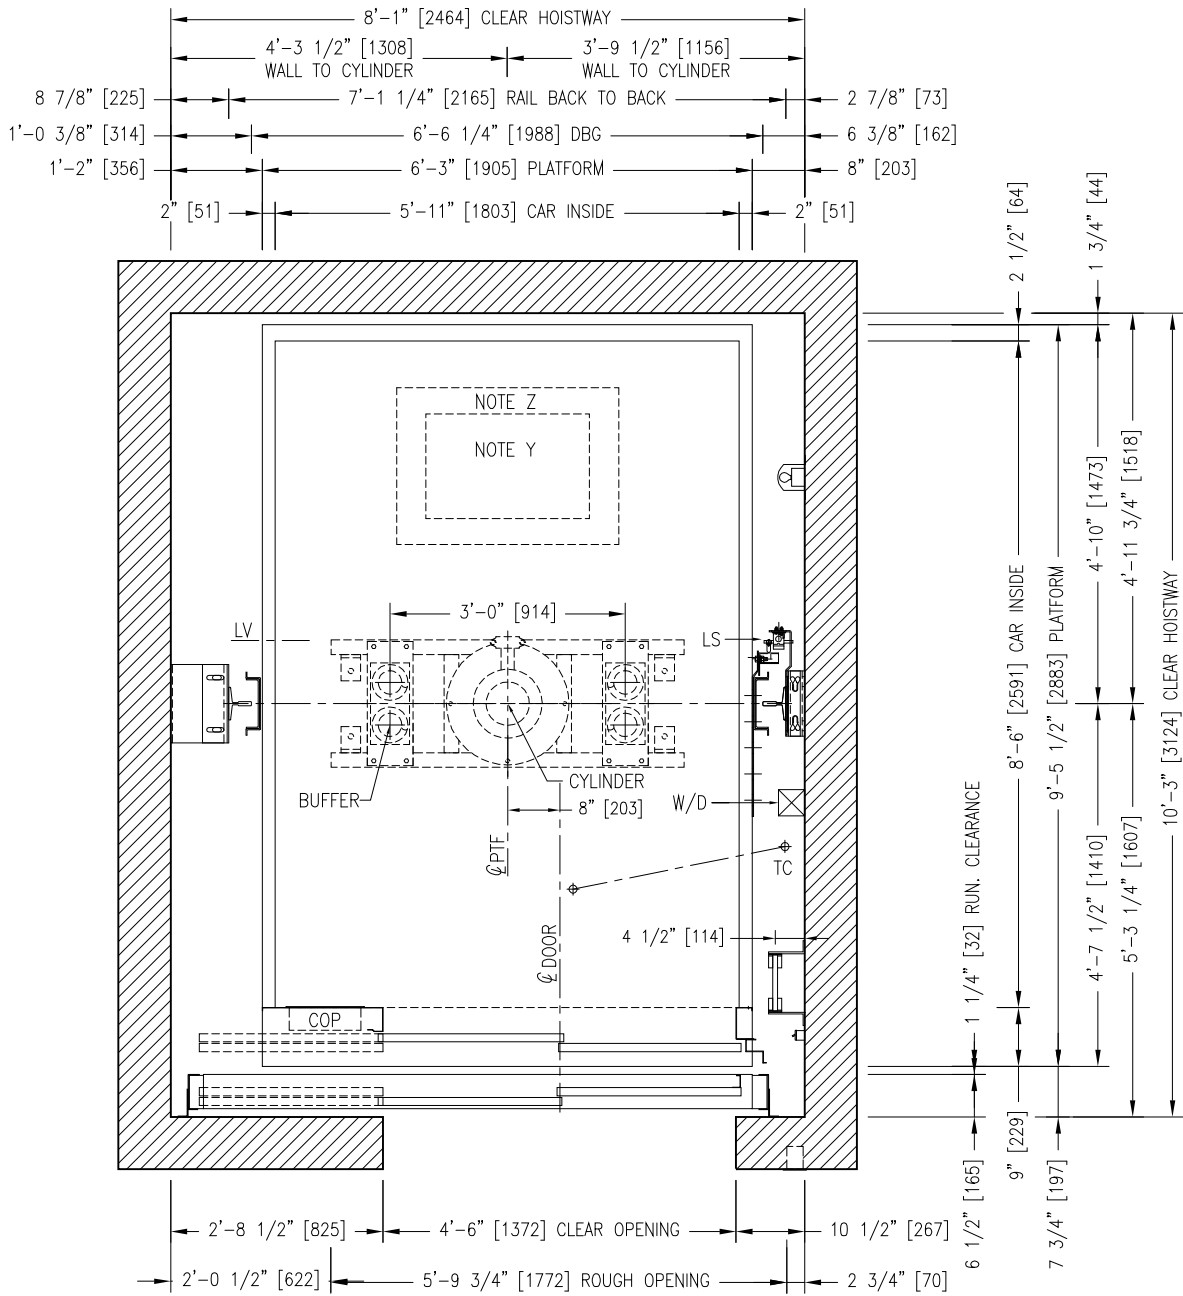 8'-1" [2464] CLEAR HOISTWAY
4'-3 1/2" [1308]
WALL TO CYLINDER
3'-9 1/2" [1156]
WALL TO CYLINDER
8 7/8" [225]
7'-1 1/4" [2165] RAIL BACK TO BACK
2 7/8" [73]
1'-0 3/8" [314]
6'-6 1/4" [1988] DBG
6 3/8" [162]
1'-2" [356]
6'-3" [1905] PLATFORM
8" [203]
2" [51]
5'-11" [1803] CAR INSIDE
2" [51]
2 1/2" [64]
1 3/4" [44]
NOTE Z
NOTE Y
4'-10" [1473]
4'-11 3/4" [1518]
8'-6" [2591] CAR INSIDE
9'-5 1/2" [2883] PLATFORM
10'-3" [3124] CLEAR HOISTWAY
3'-0" [914]
LV
LS
CYLINDER
BUFFER
8" [203]
W/D
℄ PTF
TC
4 1/2" [114]
℄ DOOR
1 1/4" [32] RUN. CLEARANCE
4'-7 1/2" [1410]
5'-3 1/4" [1607]
COP
6 1/2" [165]
9" [229]
7 3/4" [197]
2'-8 1/2" [825]
4'-6" [1372] CLEAR OPENING
10 1/2" [267]
2'-0 1/2" [622]
5'-9 3/4" [1772] ROUGH OPENING
2 3/4" [70]